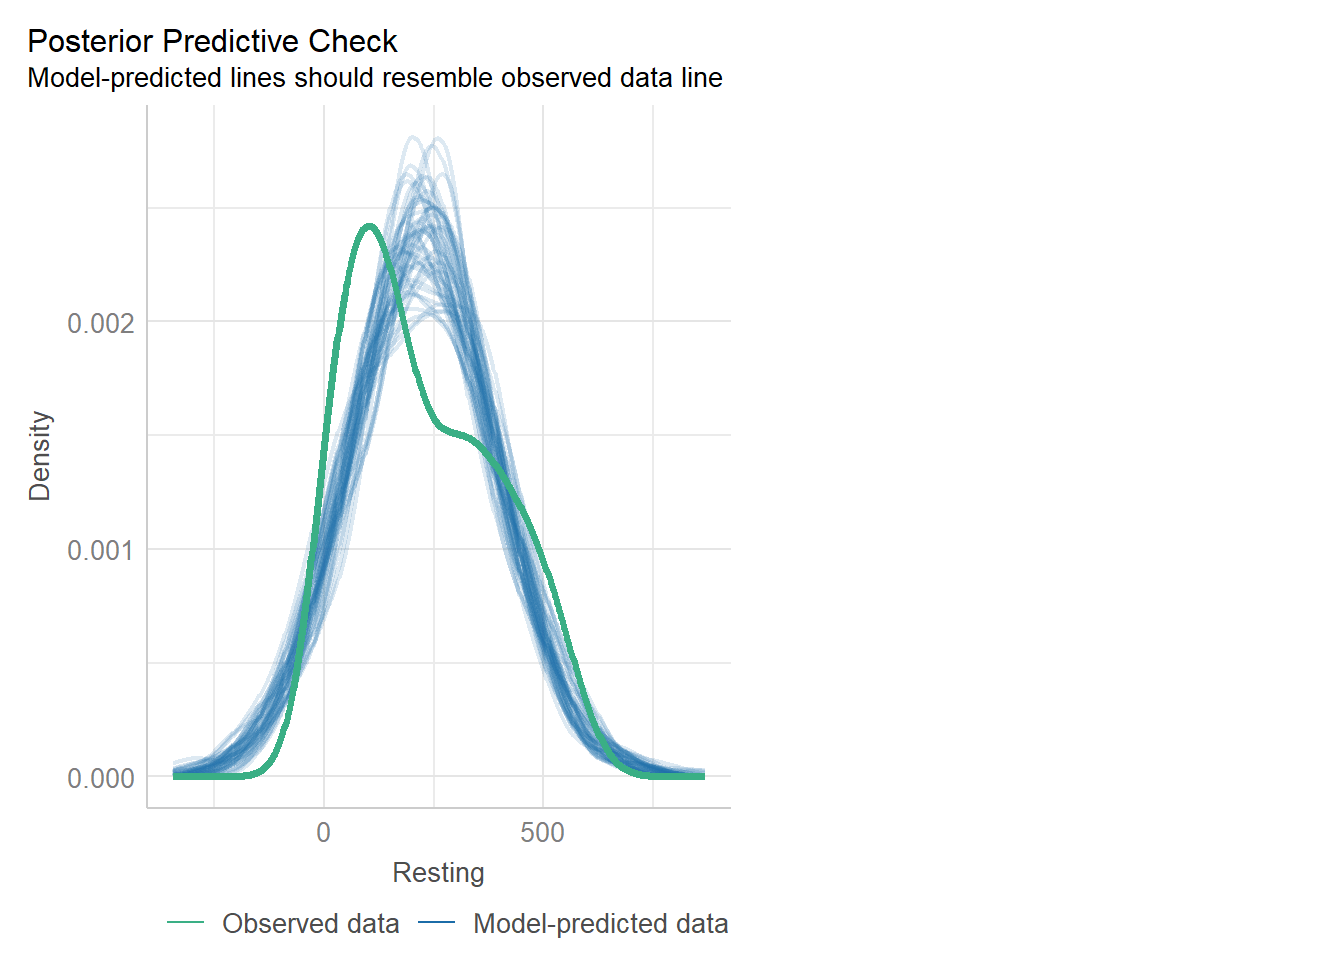 Posterior Predictive Check
Model-predicted lines should resemble observed data line
Density
0.002
0.001
0.000
0
500
Resting
Observed data
Model-predicted data